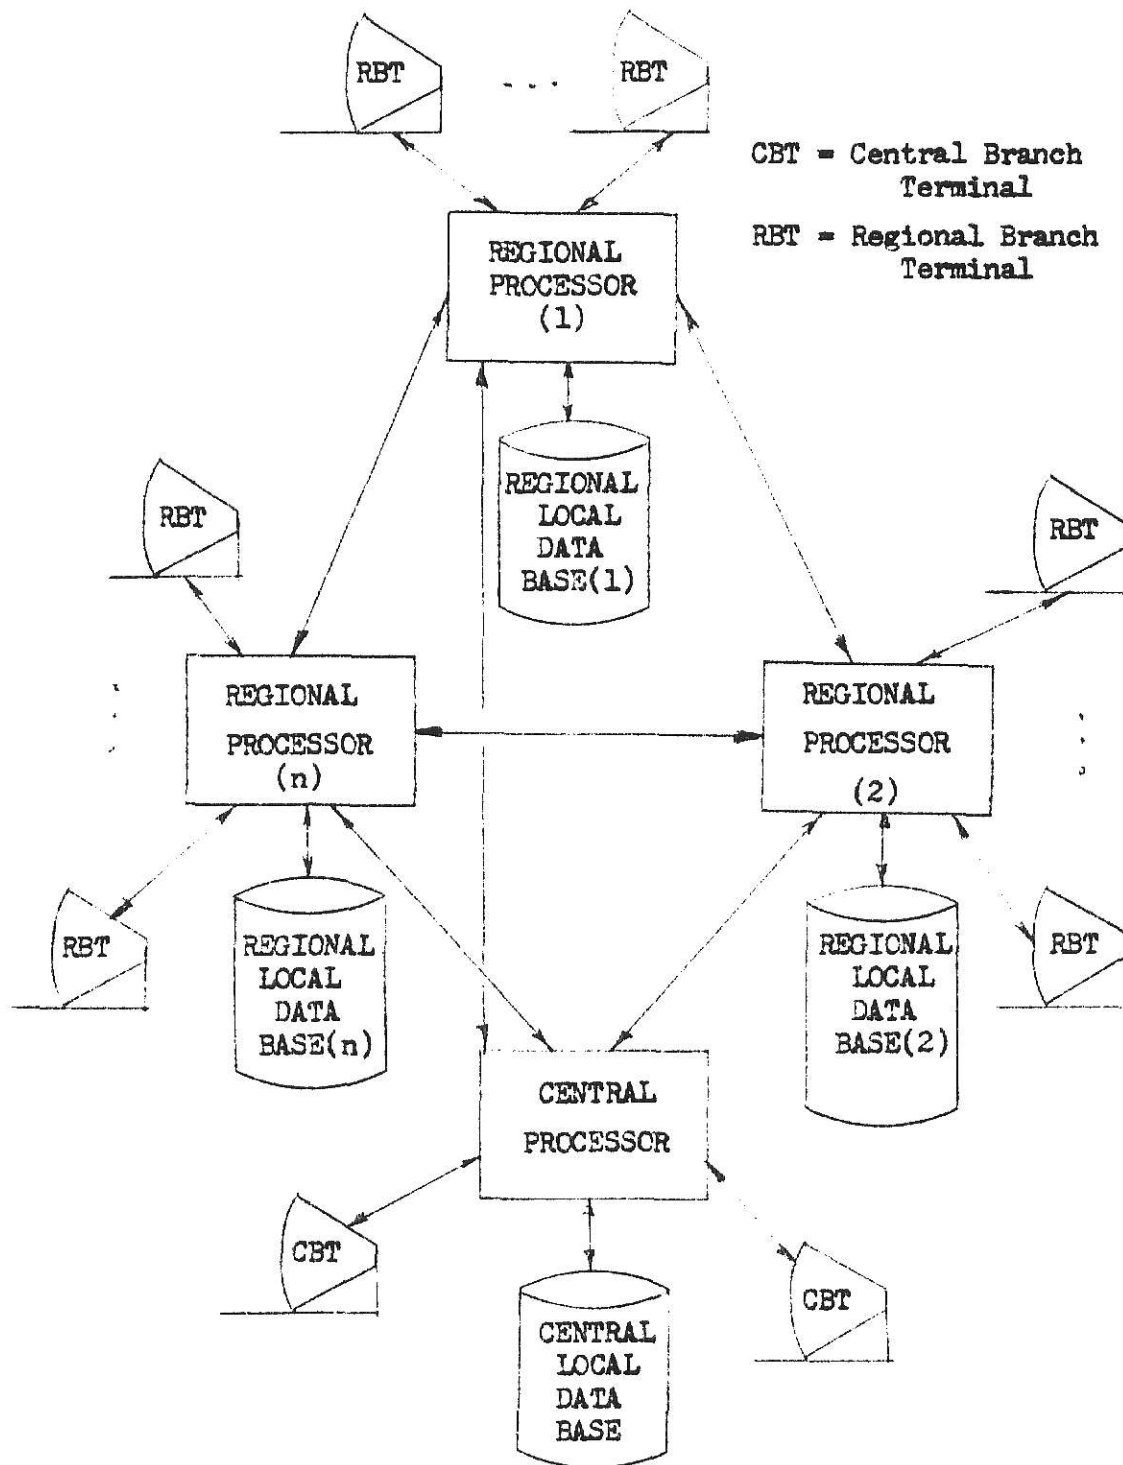 RBT
RBT
CBT = Central Branch
Terminal
RBT = Regional Branch
Terminal
REGIONAL
PROCESSOR
(1)
REGIONAL
LOCAL
DATA
BASE(1)
RBT
RBT
REGIONAL
PROCESSOR
(n)
REGIONAL
PROCESSOR
(2)
RBT
REGIONAL
LOCAL
DATA
BASE(n)
REGIONAL
LOCAL
DATA
BASE(2)
RBT
CENTRAL
PROCESSOR
CBT
CBT
CENTRAL
LOCAL
DATA
BASE